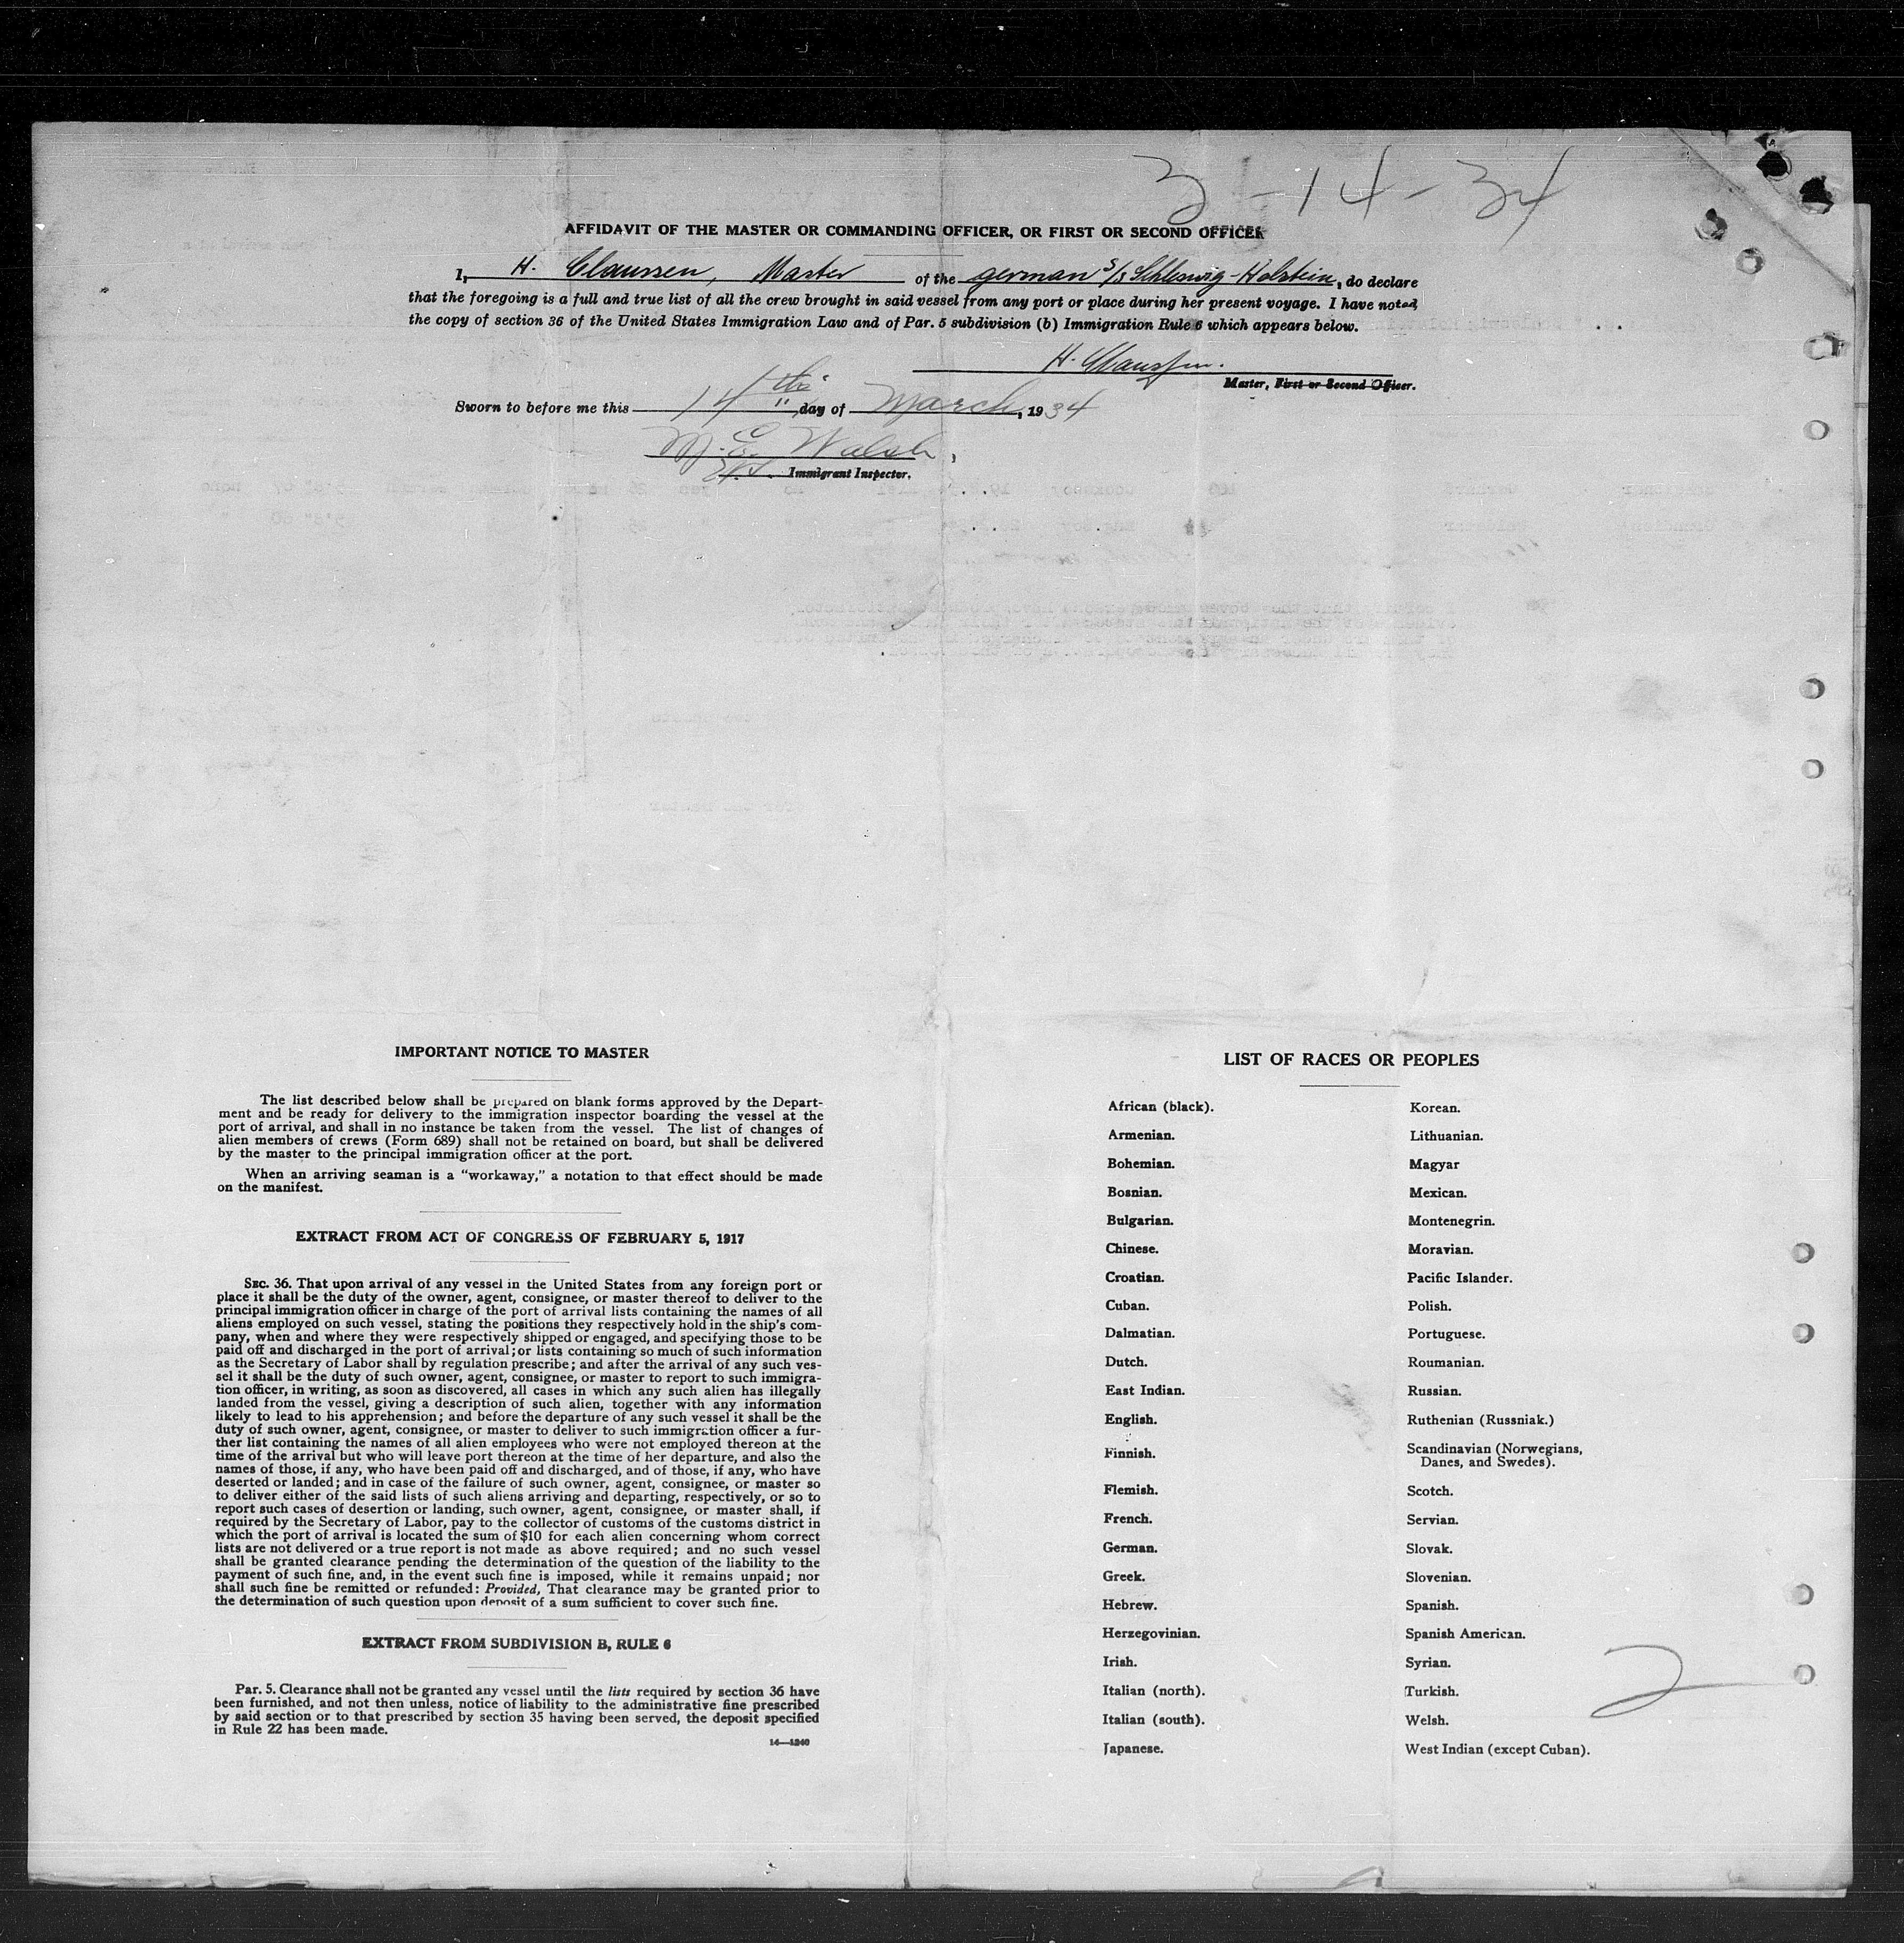 3-14-34
AFFIDAVIT OF THE MASTER OR COMMANDING OFFICER, OR FIRST OR SECOND OFFICER
I, H. Claussen, Master of the german S/S Schleswig-Holstein, do declare
that the foregoing is a full and true list of all the crew brought in said vessel from any port or place during her present voyage. I have noted
the copy of section 36 of the United States Immigration Law and of Par. 5 subdivision (b) Immigration Rule 6 which appears below.
H. Claussen.
Master, First or Second Officer.
Sworn to before me this 14th day of March, 1934
M. E. Walsh,
Immigrant Inspector.
IMPORTANT NOTICE TO MASTER
The list described below shall be prepared on blank forms approved by the Depart-
ment and be ready for delivery to the immigration inspector boarding the vessel at the
port of arrival, and shall in no instance be taken from the vessel. The list of changes of
alien members of crews (Form 689) shall not be retained on board, but shall be delivered
by the master to the principal immigration officer at the port.
When an arriving seaman is a "workaway," a notation to that effect should be made
on the manifest.
EXTRACT FROM ACT OF CONGRESS OF FEBRUARY 5, 1917
SEC. 36. That upon arrival of any vessel in the United States from any foreign port or
place it shall be the duty of the owner, agent, consignee, or master thereof to deliver to the
principal immigration officer in charge of the port of arrival lists containing the names of all
aliens employed on such vessel, stating the positions they respectively hold in the ship's com-
pany, when and where they were respectively shipped or engaged, and specifying those to be
paid off and discharged in the port of arrival; or lists containing so much of such information
as the Secretary of Labor shall by regulation prescribe; and after the arrival of any such ves-
sel it shall be the duty of such owner, agent, consignee, or master to report to such immigra-
tion officer, in writing, as soon as discovered, all cases in which any such alien has illegally
landed from the vessel, giving a description of such alien, together with any information
likely to lead to his apprehension; and before the departure of any such vessel it shall be the
duty of such owner, agent, consignee, or master to deliver to such immigration officer a fur-
ther list containing the names of all alien employees who were not employed thereon at the
time of the arrival but who will leave port thereon at the time of her departure, and also the
names of those, if any, who have been paid off and discharged, and of those, if any, who have
deserted or landed; and in case of the failure of such owner, agent, consignee, or master so
to deliver either of the said lists of such aliens arriving and departing, respectively, or so to
report such cases of desertion or landing, such owner, agent, consignee, or master shall, if
required by the Secretary of Labor, pay to the collector of customs of the customs district in
which the port of arrival is located the sum of $10 for each alien concerning whom correct
lists are not delivered or a true report is not made as above required; and no such vessel
shall be granted clearance pending the determination of the question of the liability to the
payment of such fine, and, in the event such fine is imposed, while it remains unpaid; nor
shall such fine be remitted or refunded: Provided, That clearance may be granted prior to
the determination of such question upon deposit of a sum sufficient to cover such fine.
EXTRACT FROM SUBDIVISION B, RULE 6
Par. 5. Clearance shall not be granted any vessel until the lists required by section 36 have
been furnished, and not then unless, notice of liability to the administrative fine prescribed
by said section or to that prescribed by section 35 having been served, the deposit specified
in Rule 22 has been made.
14—1240
LIST OF RACES OR PEOPLES
African (black).
Armenian.
Bohemian.
Bosnian.
Bulgarian.
Chinese.
Croatian.
Cuban.
Dalmatian.
Dutch.
East Indian.
English.
Finnish.
Flemish.
French.
German.
Greek.
Hebrew.
Herzegovinian.
Irish.
Italian (north).
Italian (south).
Japanese.
Korean.
Lithuanian.
Magyar
Mexican.
Montenegrin.
Moravian.
Pacific Islander.
Polish.
Portuguese.
Roumanian.
Russian.
Ruthenian (Russniak.)
Scandinavian (Norwegians,
Danes, and Swedes).
Scotch.
Servian.
Slovak.
Slovenian.
Spanish.
Spanish American.
Syrian.
Turkish.
Welsh.
West Indian (except Cuban).
2